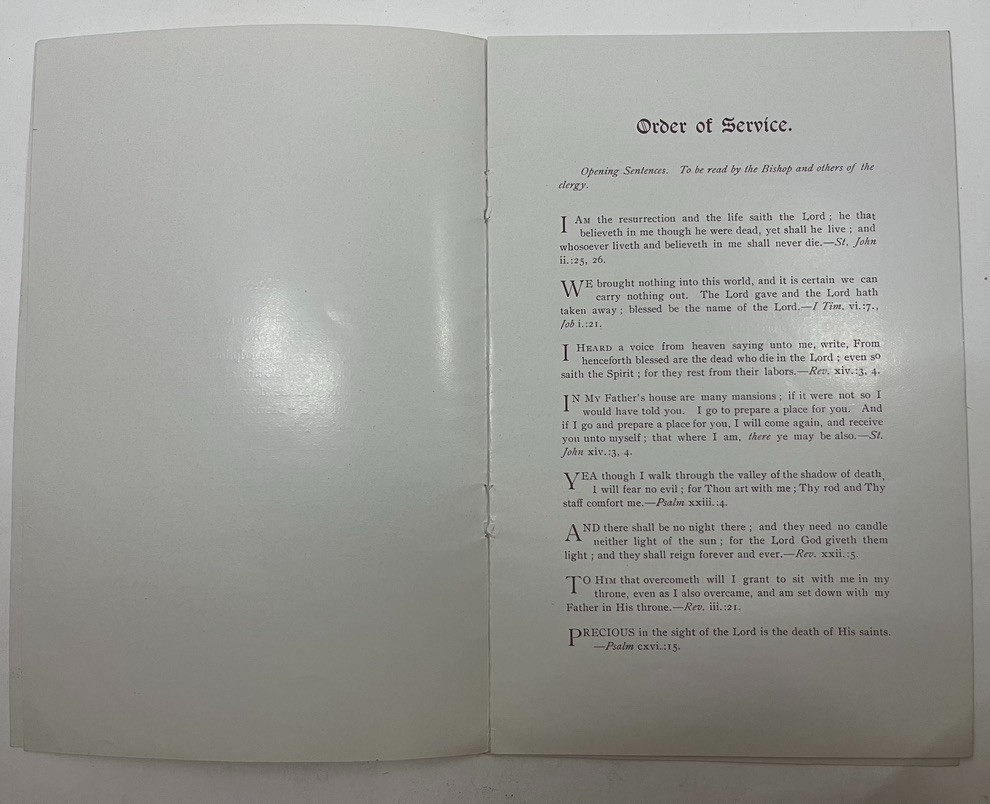 Order of Service.
Opening Sentences. To be read by the Bishop and others of the
clergy.
I AM the resurrection and the life saith the Lord ; he that
believeth in me though he were dead, yet shall he live ; and
whosoever liveth and believeth in me shall never die.—St. John
ii.:25, 26.
WE brought nothing into this world, and it is certain we can
carry nothing out. The Lord gave and the Lord hath
taken away ; blessed be the name of the Lord.—I Tim. vi.:7.,
Job i.:21.
I HEARD a voice from heaven saying unto me, write, From
henceforth blessed are the dead who die in the Lord ; even so
saith the Spirit ; for they rest from their labors.—Rev. xiv.:3, 4.
IN MY Father's house are many mansions ; if it were not so I
would have told you. I go to prepare a place for you. And
if I go and prepare a place for you, I will come again, and receive
you unto myself ; that where I am, there ye may be also.—St.
John xiv.:3, 4.
YEA though I walk through the valley of the shadow of death,
I will fear no evil ; for Thou art with me ; Thy rod and Thy
staff comfort me.—Psalm xxiii.:4.
AND there shall be no night there ; and they need no candle
neither light of the sun ; for the Lord God giveth them
light ; and they shall reign forever and ever.—Rev. xxii.:5.
TO HIM that overcometh will I grant to sit with me in my
throne, even as I also overcame, and am set down with my
Father in His throne.—Rev. iii.:21.
PRECIOUS in the sight of the Lord is the death of His saints.
—Psalm cxvi.:15.